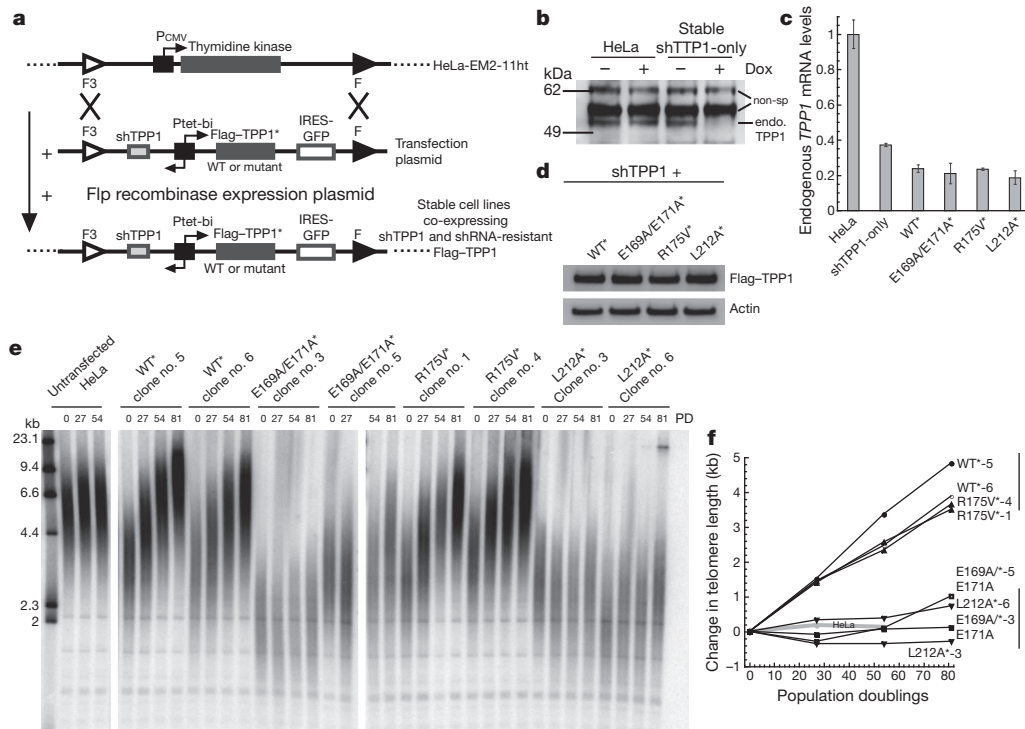 a
PCMV
Thymidine kinase
HeLa-EM2-11ht
F3
F
Ptet-bi
IRES-
GFP
F3
shTPP1
Flag–TPP1*
F
Transfection
plasmid
+
WT or mutant
+
Flp recombinase expression plasmid
Stable cell lines
co-expressing
shTPP1 and shRNA-resistant
Flag–TPP1
Ptet-bi
IRES-
GFP
F3
shTPP1
Flag–TPP1*
F
WT or mutant
b
Stable
shTTP1-only
HeLa
– + – + Dox
kDa
62
49
non-sp
endo.
TPP1
c
Endogenous TPP1 mRNA levels
1
0.8
0.6
0.4
0.2
0
HeLa
shTPP1-only
WT*
E169A/E171A*
R175V*
L212A*
d
shTPP1 +
WT*
E169A/E171A*
R175V*
L212A*
Flag–TPP1
Actin
e
Untransfected
HeLa
WT*
clone no. 5
WT*
clone no. 6
E169A/E171A*
clone no. 3
E169A/E171A*
clone no. 5
R175V*
clone no. 1
R175V*
clone no. 4
L212A*
Clone no. 3
L212A*
Clone no. 6
0 27 54 0 27 54 81 0 27 54 81 0 27 54 81 0 27 54 81 0 27 54 81 0 27 54 81 0 27 54 81 0 27 54 81 PD
kb
23.1
9.4
6.6
4.4
2.3
2
f
Change in telomere length (kb)
5
4
3
2
1
0
–1
0 10 20 30 40 50 60 70 80
Population doublings
WT*-5
WT*-6
R175V*-4
R175V*-1
E169A/*-5
E171A
L212A*-6
E169A/*-3
E171A
L212A*-3
HeLa